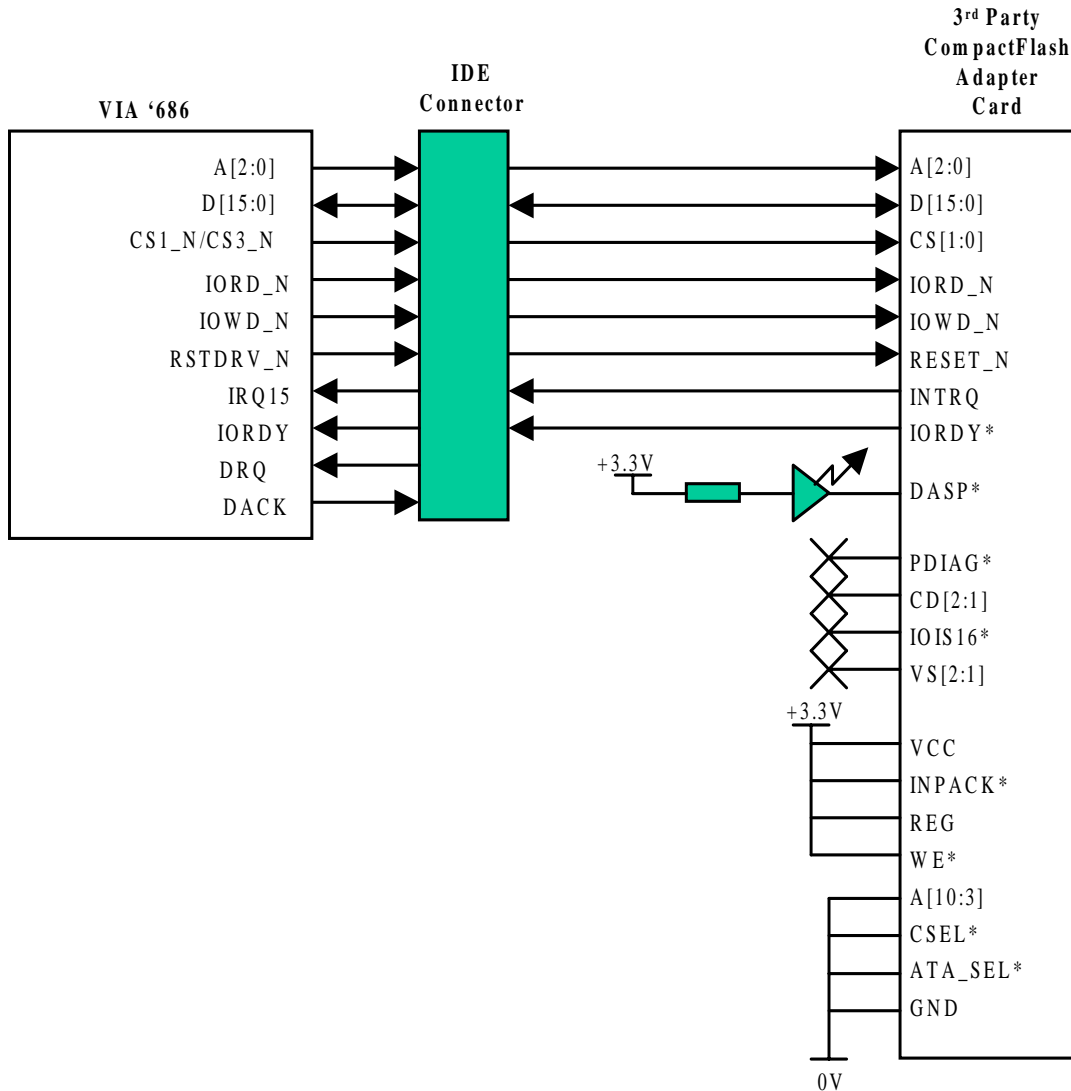 3rd Party
CompactFlash
Adapter
Card
IDE
Connector
VIA ‘686
A[2:0]
D[15:0]
CS1_N/CS3_N
IORD_N
IOWD_N
RSTDRV_N
IRQ15
IORDY
DRQ
DACK
A[2:0]
D[15:0]
CS[1:0]
IORD_N
IOWD_N
RESET_N
INTRQ
IORDY*
+3.3V
DASP*
PDIAG*
CD[2:1]
IOIS16*
VS[2:1]
+3.3V
VCC
INPACK*
REG
WE*
A[10:3]
CSEL*
ATA_SEL*
GND
0V